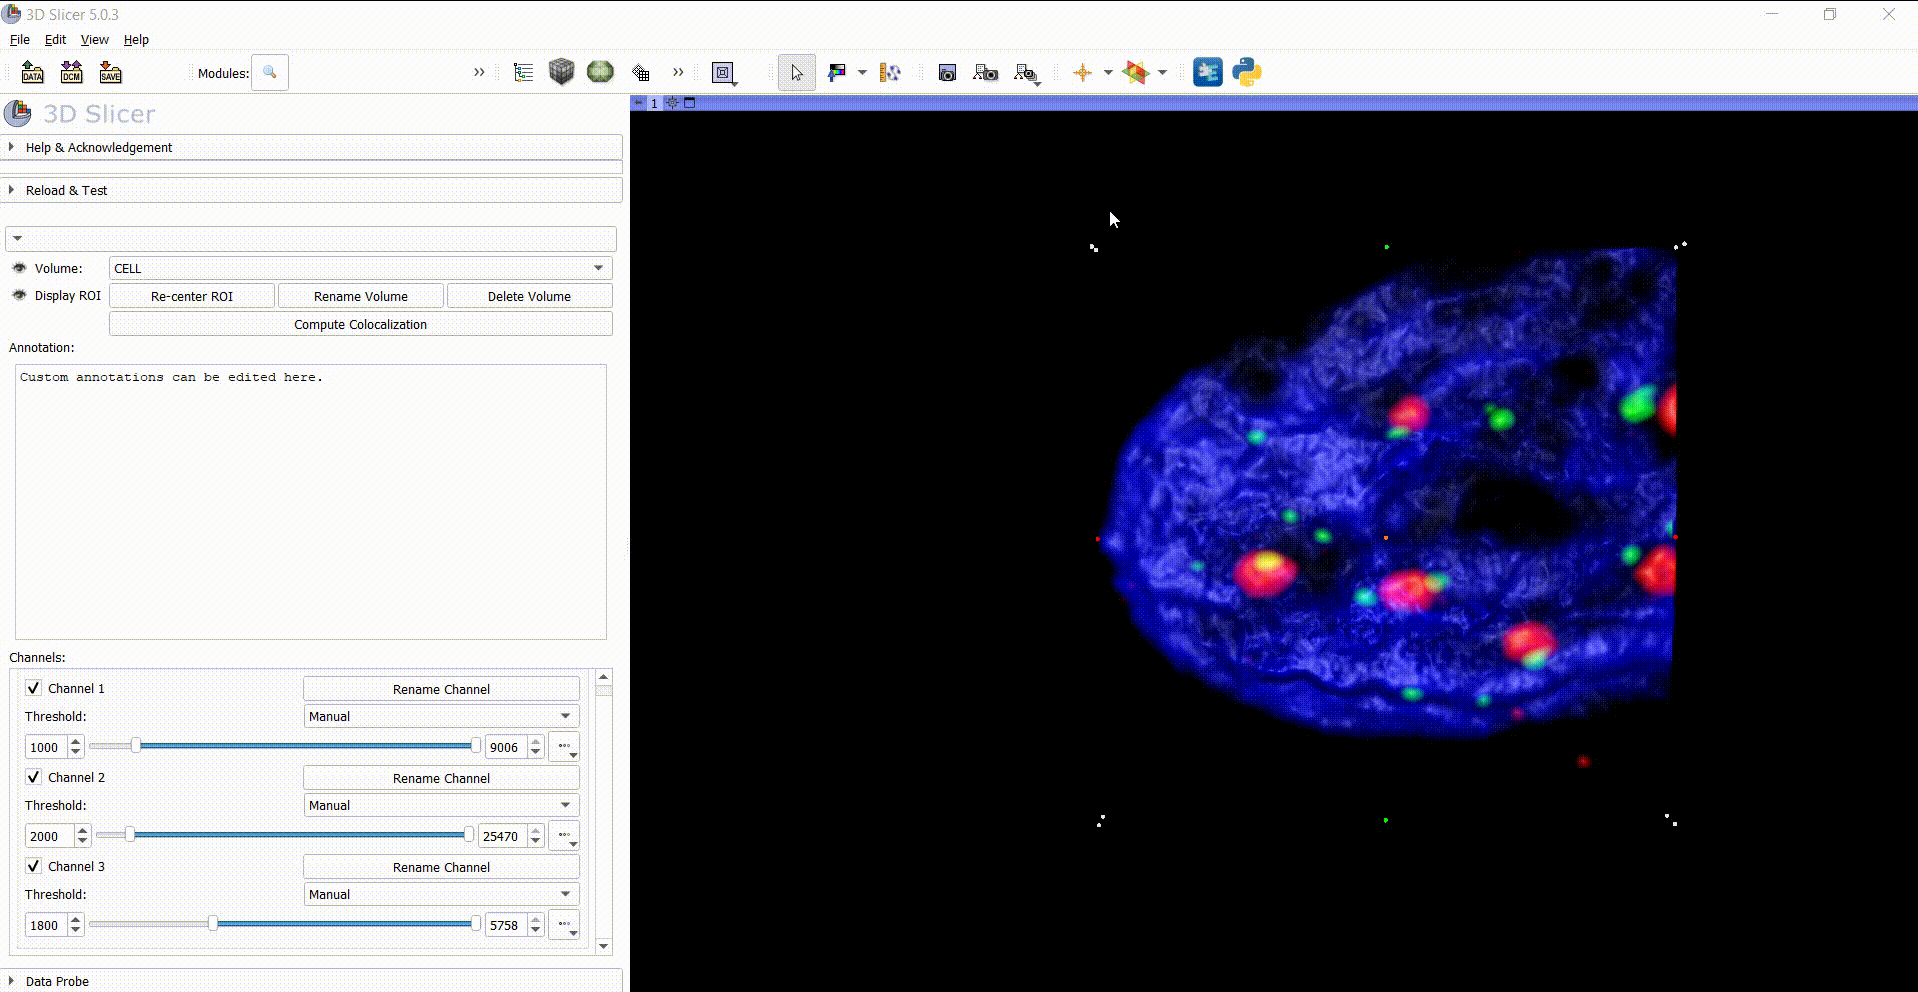 3D Slicer 5.0.3
File Edit View Help
DATA DCM SAVE Modules:
1
3D Slicer
Help & Acknowledgement
Reload & Test
Volume: CELL
Display ROI Re-center ROI Rename Volume Delete Volume
Compute Colocalization
Annotation:
Custom annotations can be edited here.
Channels:
Channel 1 Rename Channel
Threshold: Manual
1000 9006
Channel 2 Rename Channel
Threshold: Manual
2000 25470
Channel 3 Rename Channel
Threshold: Manual
1800 5758
Data Probe